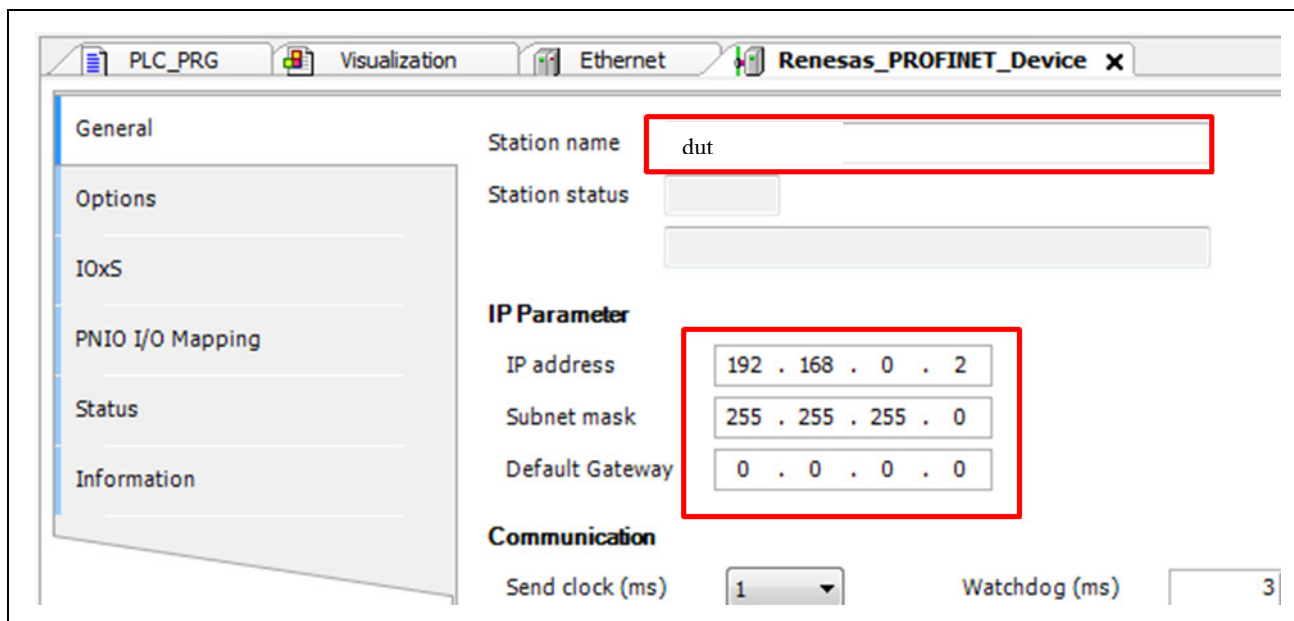 PLC_PRG Visualization Ethernet Renesas_PROFINET_Device X
General
Station name dut
Options
Station status
IOxS
IP Parameter
PNIO I/O Mapping
IP address 192 . 168 . 0 . 2
Status
Subnet mask 255 . 255 . 255 . 0
Default Gateway 0 . 0 . 0 . 0
Information
Communication
Send clock (ms) 1 Watchdog (ms) 3